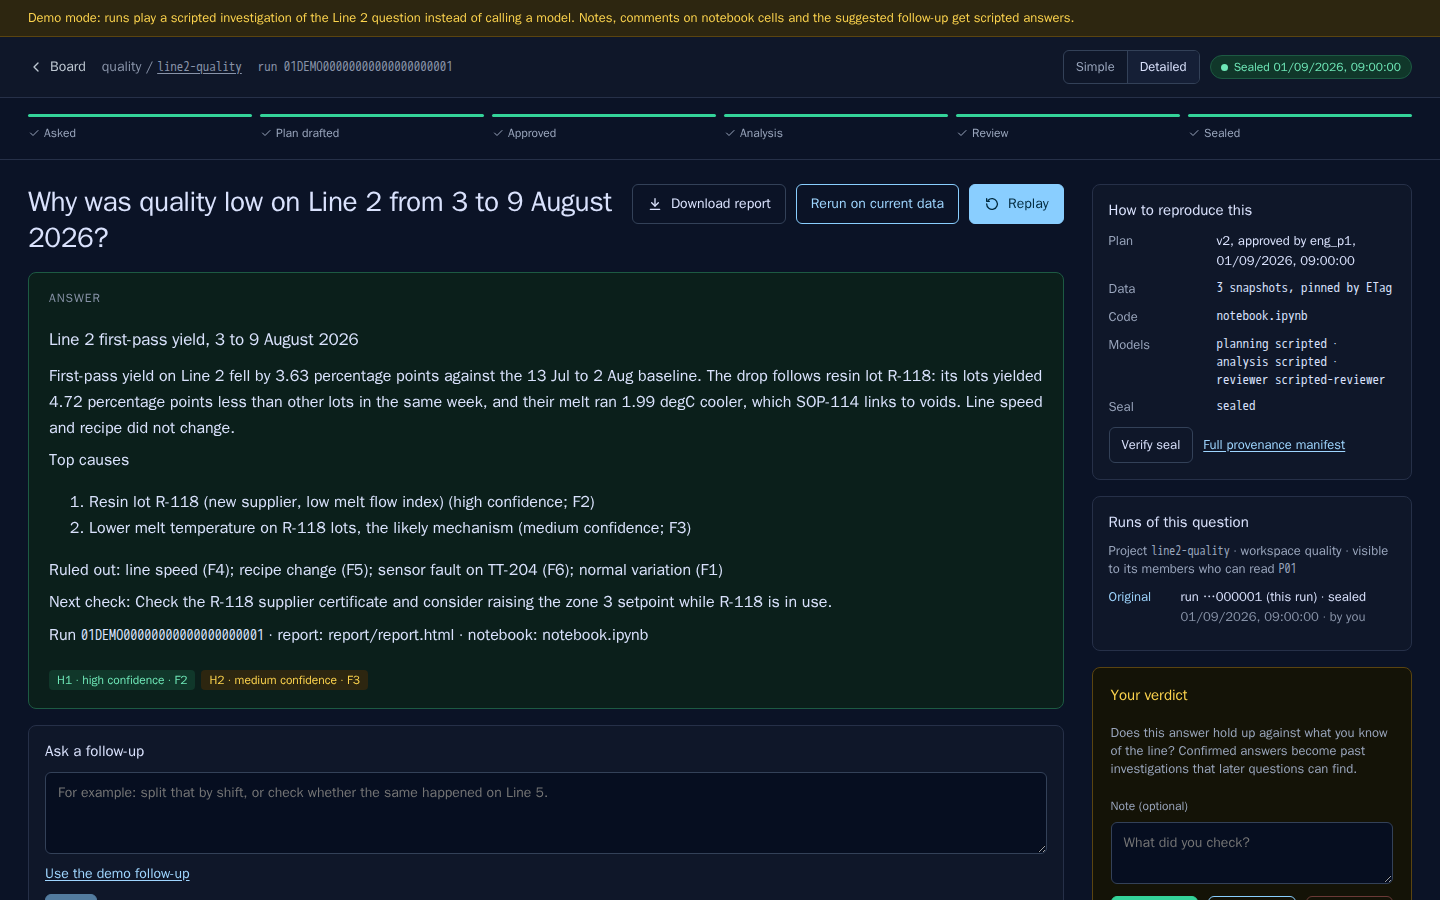 Demo mode: runs play a scripted investigation of the Line 2 question instead of calling a model. Notes, comments on notebook cells and the suggested follow-up get scripted answers.
Board quality / line2-quality run 01DEMO00000000000000000001
Simple Detailed Sealed 01/09/2026, 09:00:00
Asked Plan drafted Approved Analysis Review Sealed
Why was quality low on Line 2 from 3 to 9 August
2026?
Download report Rerun on current data Replay
ANSWER
Line 2 first-pass yield, 3 to 9 August 2026
First-pass yield on Line 2 fell by 3.63 percentage points against the 13 Jul to 2 Aug baseline. The drop follows resin lot R-118: its lots yielded
4.72 percentage points less than other lots in the same week, and their melt ran 1.99 degC cooler, which SOP-114 links to voids. Line speed
and recipe did not change.
Top causes
1. Resin lot R-118 (new supplier, low melt flow index) (high confidence; F2)
2. Lower melt temperature on R-118 lots, the likely mechanism (medium confidence; F3)
Ruled out: line speed (F4); recipe change (F5); sensor fault on TT-204 (F6); normal variation (F1)
Next check: Check the R-118 supplier certificate and consider raising the zone 3 setpoint while R-118 is in use.
Run 01DEMO00000000000000000001 · report: report/report.html · notebook: notebook.ipynb
H1 · high confidence · F2 H2 · medium confidence · F3
Ask a follow-up
For example: split that by shift, or check whether the same happened on Line 5.
Use the demo follow-up
How to reproduce this
Plan v2, approved by eng_p1,
01/09/2026, 09:00:00
Data 3 snapshots, pinned by ETag
Code notebook.ipynb
Models planning scripted ·
analysis scripted ·
reviewer scripted-reviewer
Seal sealed
Verify seal Full provenance manifest
Runs of this question
Project line2-quality · workspace quality · visible
to its members who can read P01
Original run ···000001 (this run) · sealed
01/09/2026, 09:00:00 · by you
Your verdict
Does this answer hold up against what you know
of the line? Confirmed answers become past
investigations that later questions can find.
Note (optional)
What did you check?